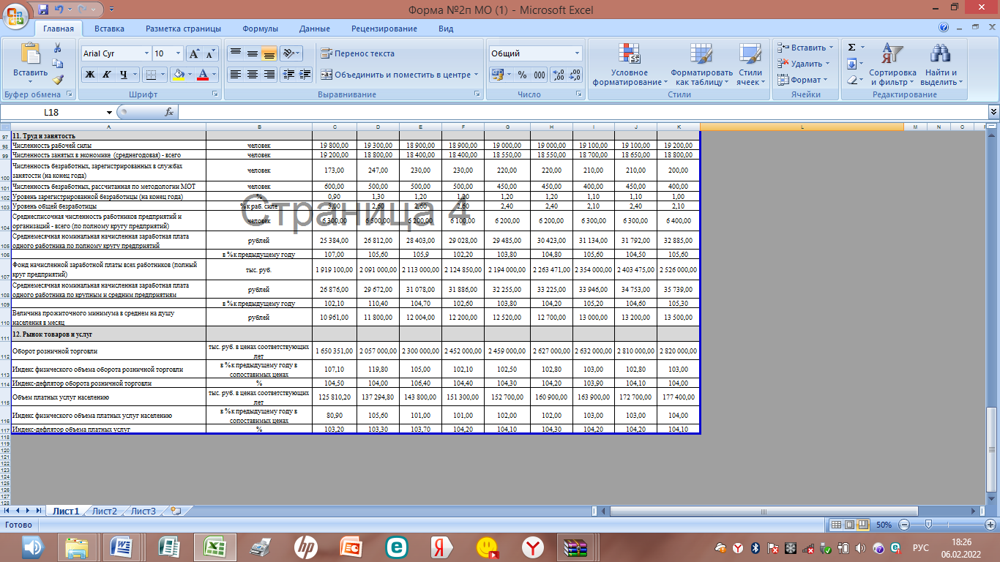 Форма №2п МО (1) - Microsoft Excel
Главная Вставка Разметка страницы Формулы Данные Рецензирование Вид
Вставить
Arial Cyr 10
Ж К Ч
Перенос текста
Объединить и поместить в центре
Общий
% 000
Условное форматирование
Форматировать как таблицу
Стили ячеек
Вставить
Удалить
Формат
Сортировка и фильтр
Найти и выделить
Буфер обмена Шрифт Выравнивание Число Стили Ячейки Редактирование
L18 fx
A B C D E F G H I J K L M N O
97 11. Труд и занятость
98 Численность рабочей силы человек 19 800,00 19 300,00 18 900,00 18 900,00 19 000,00 19 000,00 19 100,00 19 100,00 19 200,00
99 Численность занятых в экономике (среднегодовая) - всего человек 19 200,00 18 800,00 18 400,00 18 400,00 18 550,00 18 550,00 18 700,00 18 650,00 18 800,00
100 Численность безработных, зарегистрированных в службах занятости (на конец года) человек 173,00 247,00 230,00 230,00 220,00 220,00 210,00 210,00 200,00
101 Численность безработных, рассчитанная по методологии МОТ человек 600,00 500,00 500,00 500,00 450,00 450,00 400,00 450,00 400,00
102 Уровень зарегистрированной безработицы (на конец года) % 0,90 1,30 1,20 1,20 1,20 1,20 1,10 1,10 1,00
103 Уровень общей безработицы % к раб. силе 3,00 2,60 2,60 2,60 2,40 2,40 2,10 2,40 2,10
Страница 4
104 Среднесписочная численность работников предприятий и организаций - всего (по полному кругу предприятий) человек 6 300,00 6 500,00 6 200,00 6 100,00 6 200,00 6 200,00 6 300,00 6 300,00 6 400,00
105 Среднемесячная номинальная начисленная заработная плата одного работника по полному кругу предприятий рублей 25 384,00 26 812,00 28 403,00 29 028,00 29 485,00 30 423,00 31 134,00 31 792,00 32 885,00
106 в % к предыдущему году 107,00 105,60 105,9 102,20 103,80 104,80 105,60 104,50 105,60
107 Фонд начисленной заработной платы всех работников (полный круг предприятий) тыс. руб. 1 919 100,00 2 091 000,00 2 113 000,00 2 124 850,00 2 194 000,00 2 263 471,00 2 354 000,00 2 403 475,00 2 526 000,00
108 Среднемесячная номинальная начисленная заработная плата одного работника по крупным и средним предприятиям рублей 26 876,00 29 672,00 31 078,00 31 886,00 32 255,00 33 225,00 33 946,00 34 753,00 35 739,00
109 в % к предыдущему году 102,10 110,40 104,70 102,60 103,80 104,20 105,20 104,60 105,30
110 Величина прожиточного минимума в среднем на душу населения в месяц рублей 10 961,00 11 800,00 12 004,00 12 200,00 12 520,00 12 700,00 13 000,00 13 200,00 13 500,00
111 12. Рынок товаров и услуг
112 Оборот розничной торговли тыс. руб. в ценах соответствующих лет 1 650 351,00 2 057 000,00 2 300 000,00 2 452 000,00 2 459 000,00 2 627 000,00 2 632 000,00 2 810 000,00 2 820 000,00
113 Индекс физического объема оборота розничной торговли в % к предыдущему году в сопоставимых ценах 107,10 119,80 105,00 102,10 102,50 102,80 103,00 102,80 103,00
114 Индекс-дефлятор оборота розничной торговли % 104,50 104,00 106,40 104,40 104,30 104,20 103,90 104,10 104,00
115 Объем платных услуг населению тыс. руб. в ценах соответствующих лет 125 810,20 137 294,80 143 800,00 151 300,00 152 700,00 160 900,00 163 900,00 172 700,00 177 400,00
116 Индекс физического объема платных услуг населению в % к предыдущему году в сопоставимых ценах 80,90 105,60 101,00 101,00 102,00 102,00 103,00 103,00 104,00
117 Индекс-дефлятор объема платных услуг % 103,20 103,30 103,70 104,20 104,10 104,30 104,20 104,20 104,10
118
119
120
121
122
123
124
125
126
127
128
Лист1 Лист2 Лист3
Готово 50%
РУС 18:26
06.02.2022